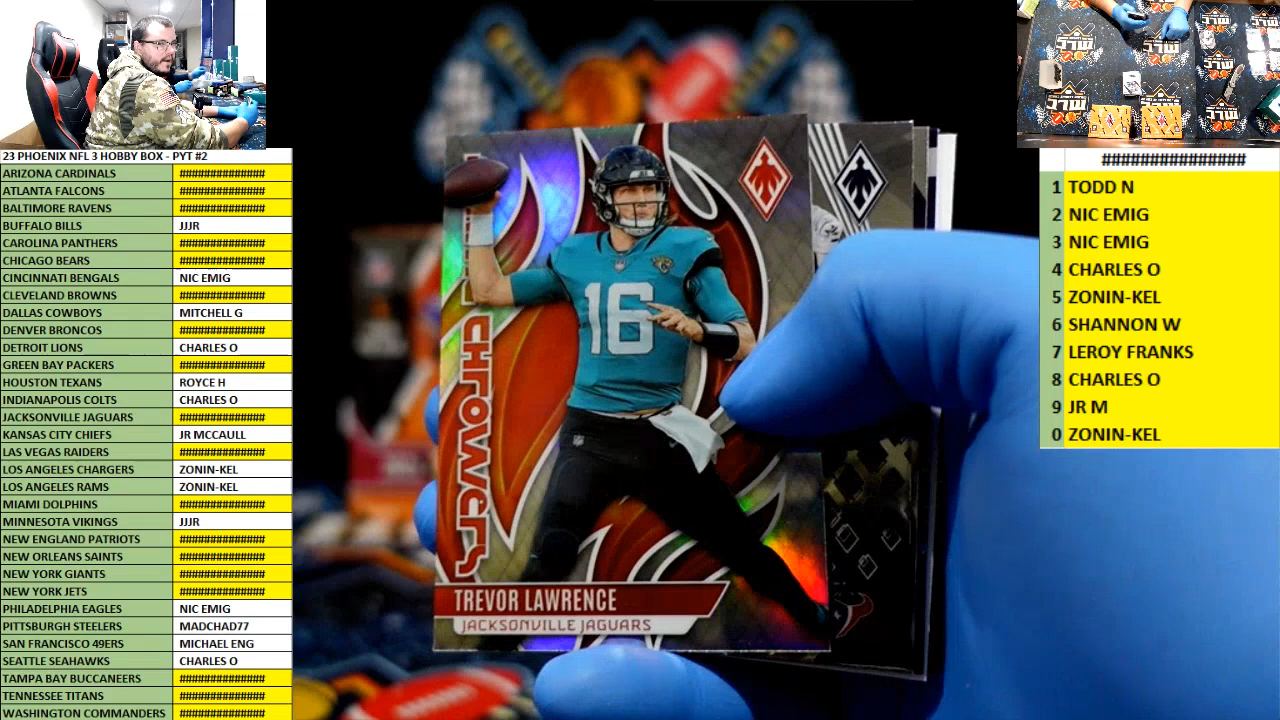 23 PHOENIX NFL 3 HOBBY BOX - PYT #2
ARIZONA CARDINALS ##############
ATLANTA FALCONS ##############
BALTIMORE RAVENS ##############
BUFFALO BILLS JJJR
CAROLINA PANTHERS ##############
CHICAGO BEARS ##############
CINCINNATI BENGALS NIC EMIG
CLEVELAND BROWNS ##############
DALLAS COWBOYS MITCHELL G
DENVER BRONCOS ##############
DETROIT LIONS CHARLES O
GREEN BAY PACKERS ##############
HOUSTON TEXANS ROYCE H
INDIANAPOLIS COLTS CHARLES O
JACKSONVILLE JAGUARS ##############
KANSAS CITY CHIEFS JR MCCAULL
LAS VEGAS RAIDERS ##############
LOS ANGELES CHARGERS ZONIN-KEL
LOS ANGELES RAMS ZONIN-KEL
MIAMI DOLPHINS ##############
MINNESOTA VIKINGS JJJR
NEW ENGLAND PATRIOTS ##############
NEW ORLEANS SAINTS ##############
NEW YORK GIANTS ##############
NEW YORK JETS ##############
PHILADELPHIA EAGLES NIC EMIG
PITTSBURGH STEELERS MADCHAD77
SAN FRANCISCO 49ERS MICHAEL ENG
SEATTLE SEAHAWKS CHARLES O
TAMPA BAY BUCCANEERS ##############
TENNESSEE TITANS ##############
WASHINGTON COMMANDERS ##############
16
TREVOR LAWRENCE
JACKSONVILLE JAGUARS
###############
1 TODD N
2 NIC EMIG
3 NIC EMIG
4 CHARLES O
5 ZONIN-KEL
6 SHANNON W
7 LEROY FRANKS
8 CHARLES O
9 JR M
0 ZONIN-KEL